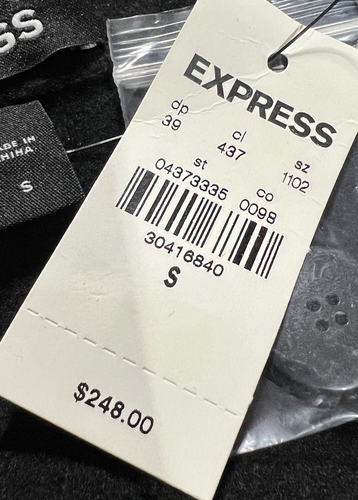 SS
MADE IN
CHINA
S
EXPRESS
dp cl sz
39 437 1102
st co
04373335 0098
30416840
S
$248.00